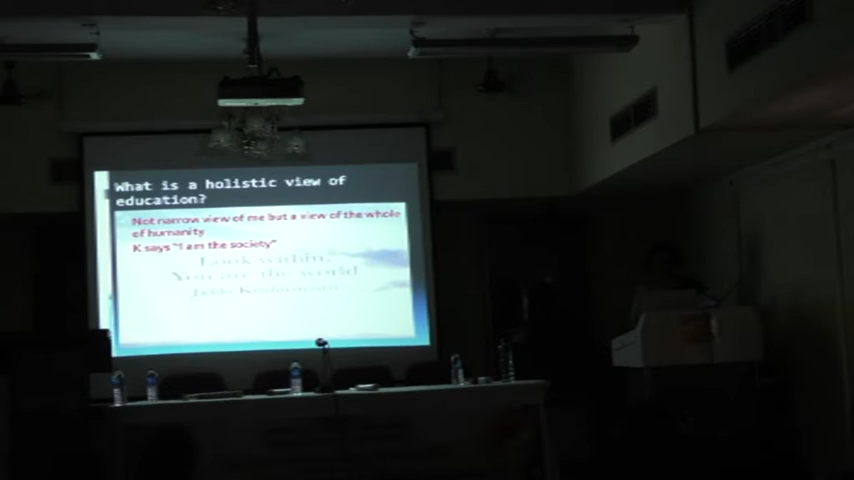 What is a holistic view of
education?
Not narrow view of me but a view of the whole
of humanity
K says "I am the society"
Look within,
You are the world